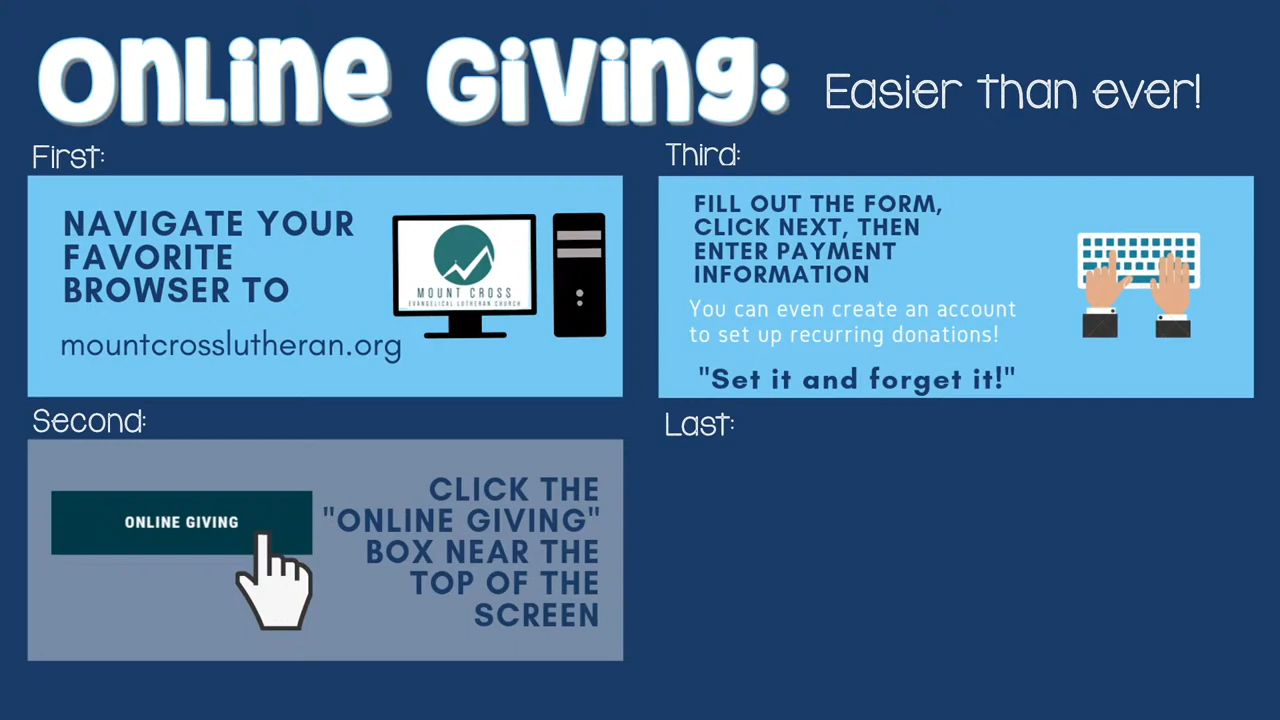 Online Giving: Easier than ever!
First:
NAVIGATE YOUR
FAVORITE
BROWSER TO
mountcrosslutheran.org
MOUNT CROSS
EVANGELICAL LUTHERAN CHURCH
Second:
ONLINE GIVING
CLICK THE
"ONLINE GIVING"
BOX NEAR THE
TOP OF THE
SCREEN
Third:
FILL OUT THE FORM,
CLICK NEXT, THEN
ENTER PAYMENT
INFORMATION
You can even create an account
to set up recurring donations!
"Set it and forget it!"
Last: